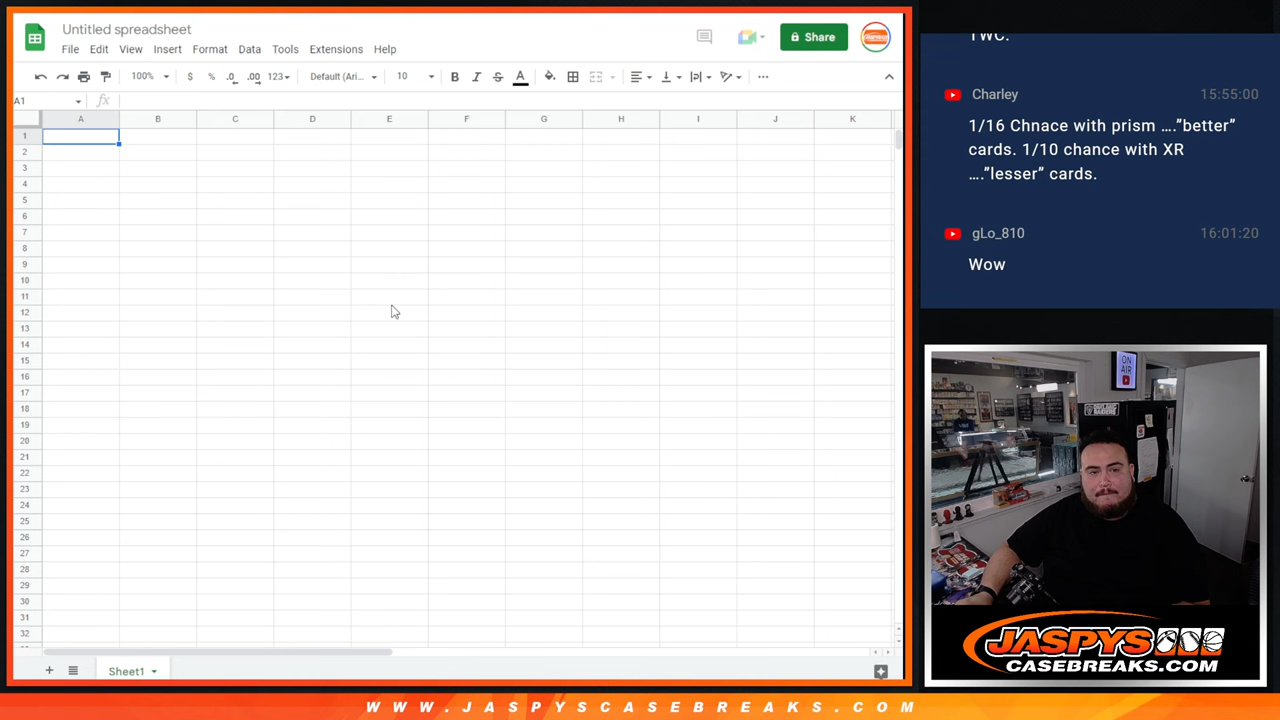 Untitled spreadsheet
File Edit View Insert Format Data Tools Extensions Help
Share
100% $ % .0 .00 123 Default (Ari... 10 B I S A
A1 fx
A B C D E F G H I J K
1
2
3
4
5
6
7
8
9
10
11
12
13
14
15
16
17
18
19
20
21
22
23
24
25
26
27
28
29
30
31
32
Sheet1
TWC.
Charley 15:55:00
1/16 Chnace with prism ….”better”
cards. 1/10 chance with XR
….”lesser” cards.
gLo_810 16:01:20
Wow
ON
AIR
JASPYS
CASEBREAKS.COM
WWW.JASPYSCASEBREAKS.COM